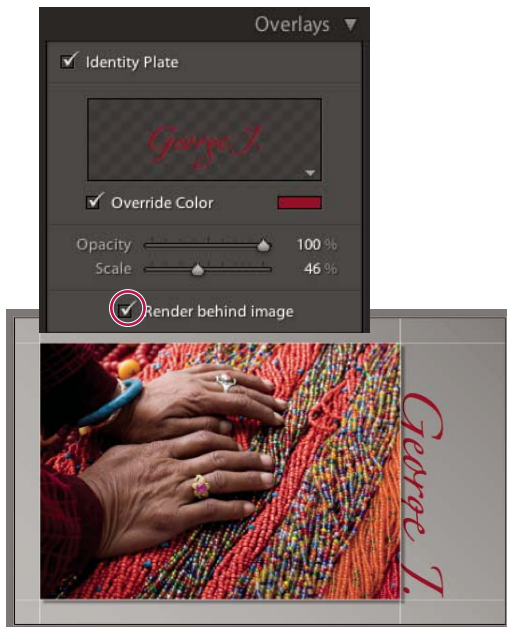 Overlays
Identity Plate
George J.
Override Color
Opacity 100 %
Scale 46 %
Render behind image
George J.